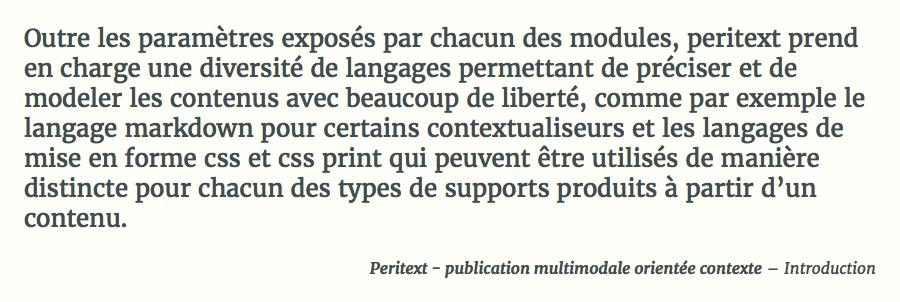 Outre les paramètres exposés par chacun des modules, peritext prend
en charge une diversité de langages permettant de préciser et de
modeler les contenus avec beaucoup de liberté, comme par exemple le
langage markdown pour certains contextualiseurs et les langages de
mise en forme css et css print qui peuvent être utilisés de manière
distincte pour chacun des types de supports produits à partir d’un
contenu.
Peritext - publication multimodale orientée contexte – Introduction